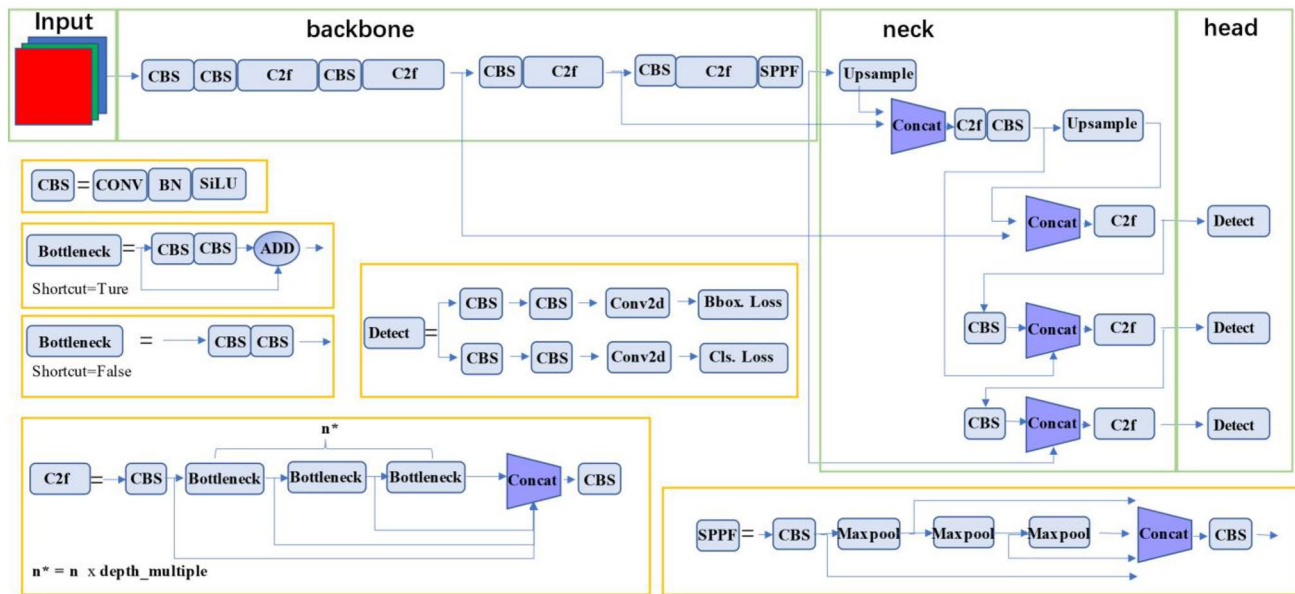 Input
backbone
neck
head
CBS CBS C2f CBS C2f CBS C2f CBS C2f SPPF Upsample
Concat C2f CBS Upsample
Concat C2f Detect
CBS = CONV BN SiLU
Bottleneck = CBS CBS ADD
Shortcut=Ture
Bottleneck = CBS CBS
Shortcut=False
Detect =
CBS CBS Conv2d Bbox. Loss
CBS CBS Conv2d Cls. Loss
CBS Concat C2f Detect
CBS Concat C2f Detect
n*
C2f = CBS Bottleneck Bottleneck Bottleneck Concat CBS
n* = n x depth_multiple
SPPF = CBS Maxpool Maxpool Maxpool Concat CBS